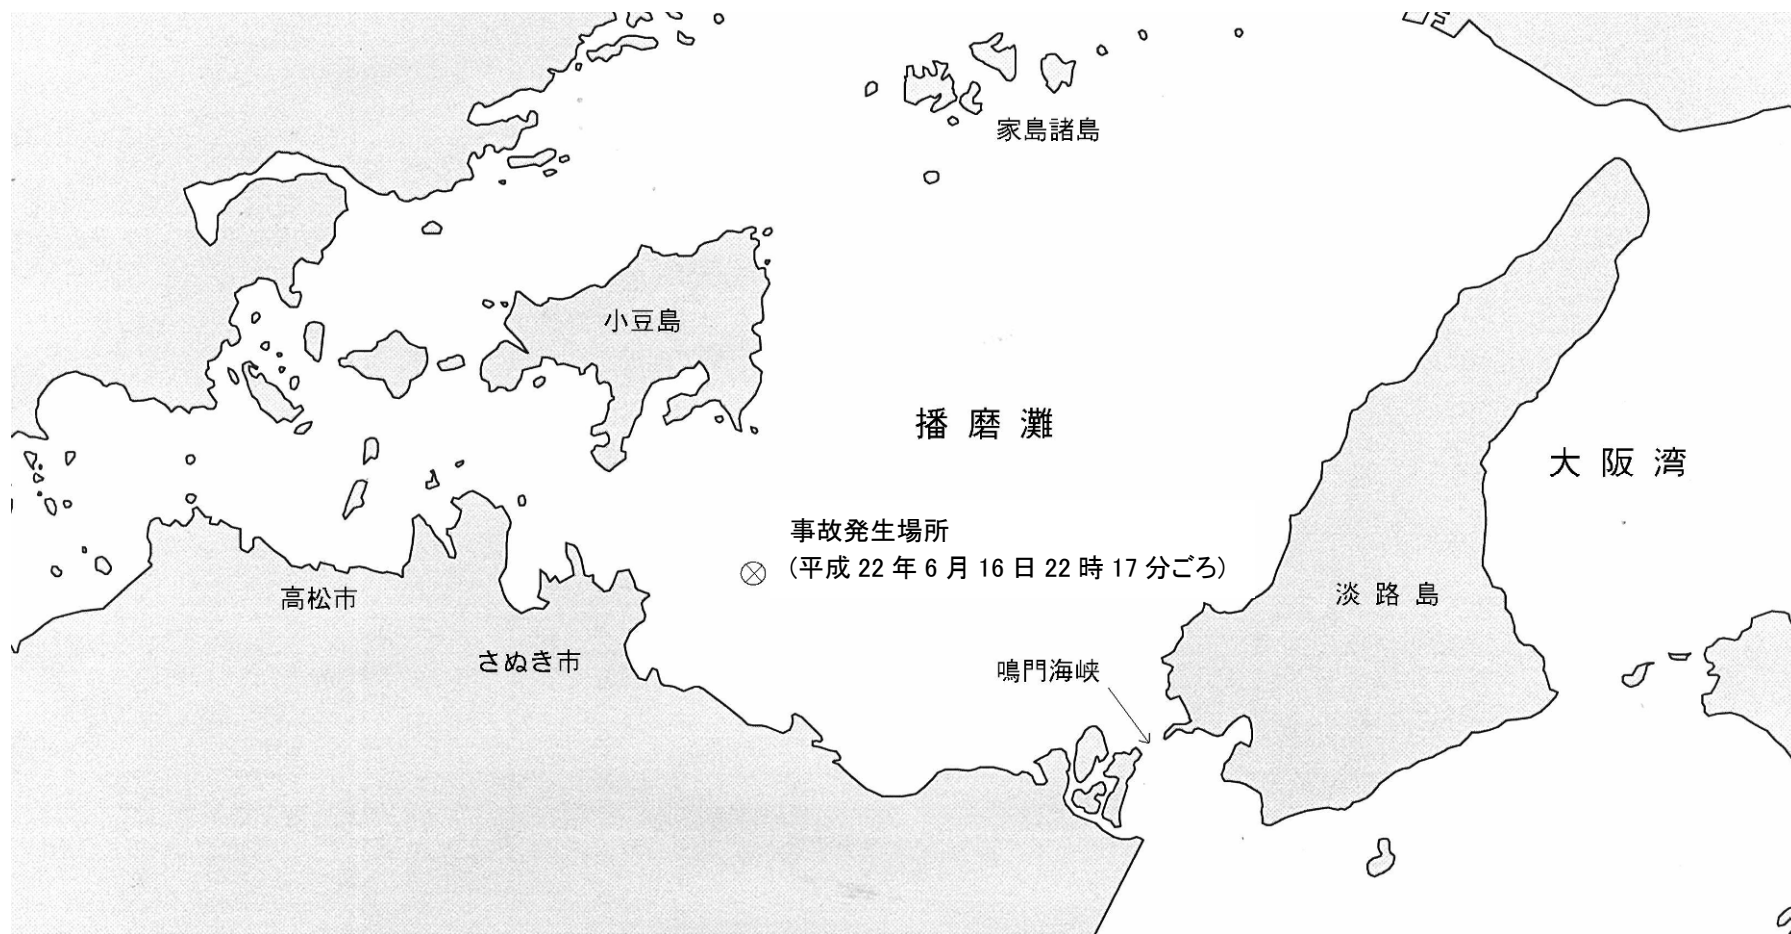 家島諸島
小豆島
播磨灘
大阪湾
事故発生場所
(平成 22 年 6 月 16 日 22 時 17 分ごろ)
淡路島
高松市
さぬき市
鳴門海峡